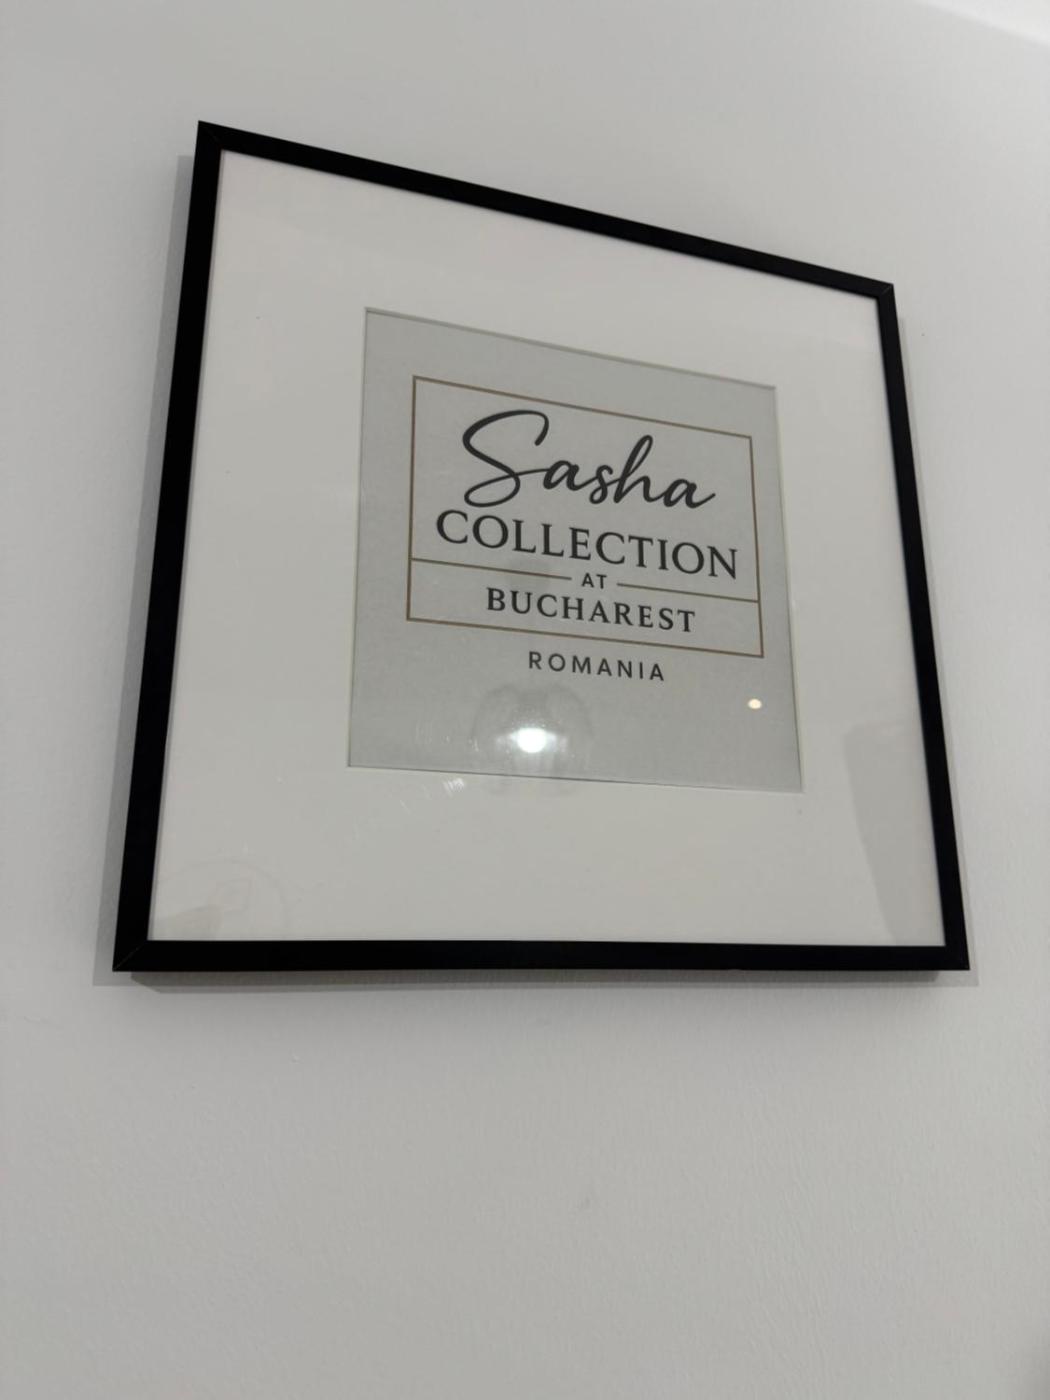 Sasha
COLLECTION
AT
BUCHAREST
ROMANIA